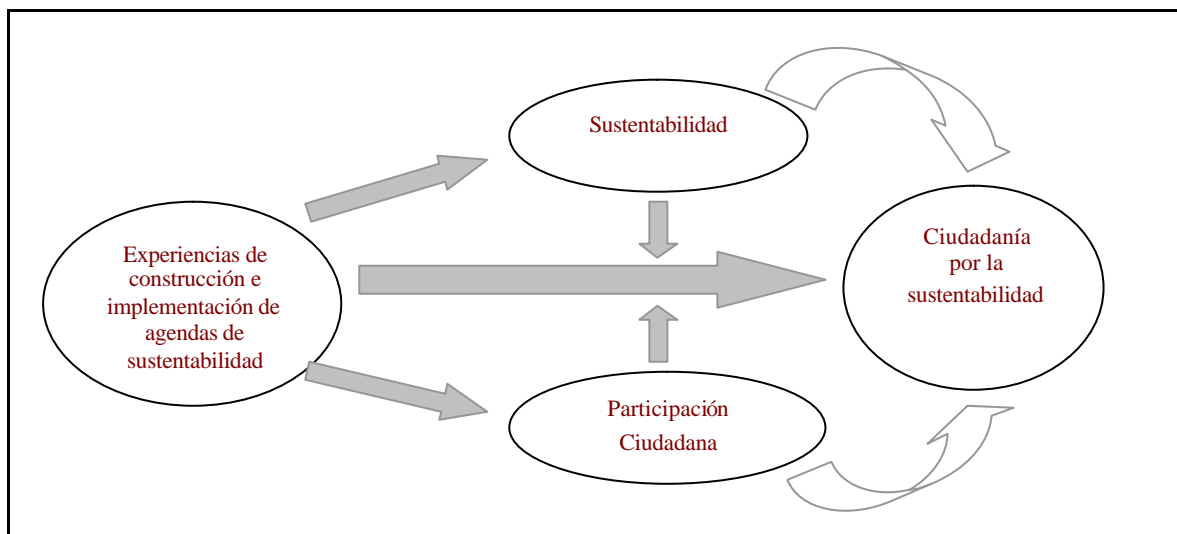 Sustentabilidad
Experiencias de
construcción e
implementación de
agendas de
sustentabilidad
Ciudadanía
por la
sustentabilidad
Participación
Ciudadana